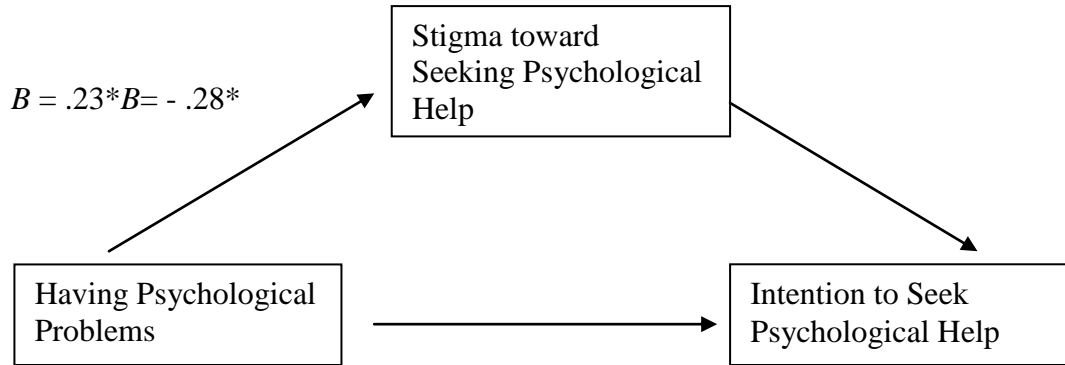 Stigma toward
Seeking Psychological
Help
B = .23*B= - .28*
Having Psychological
Problems
Intention to Seek
Psychological Help